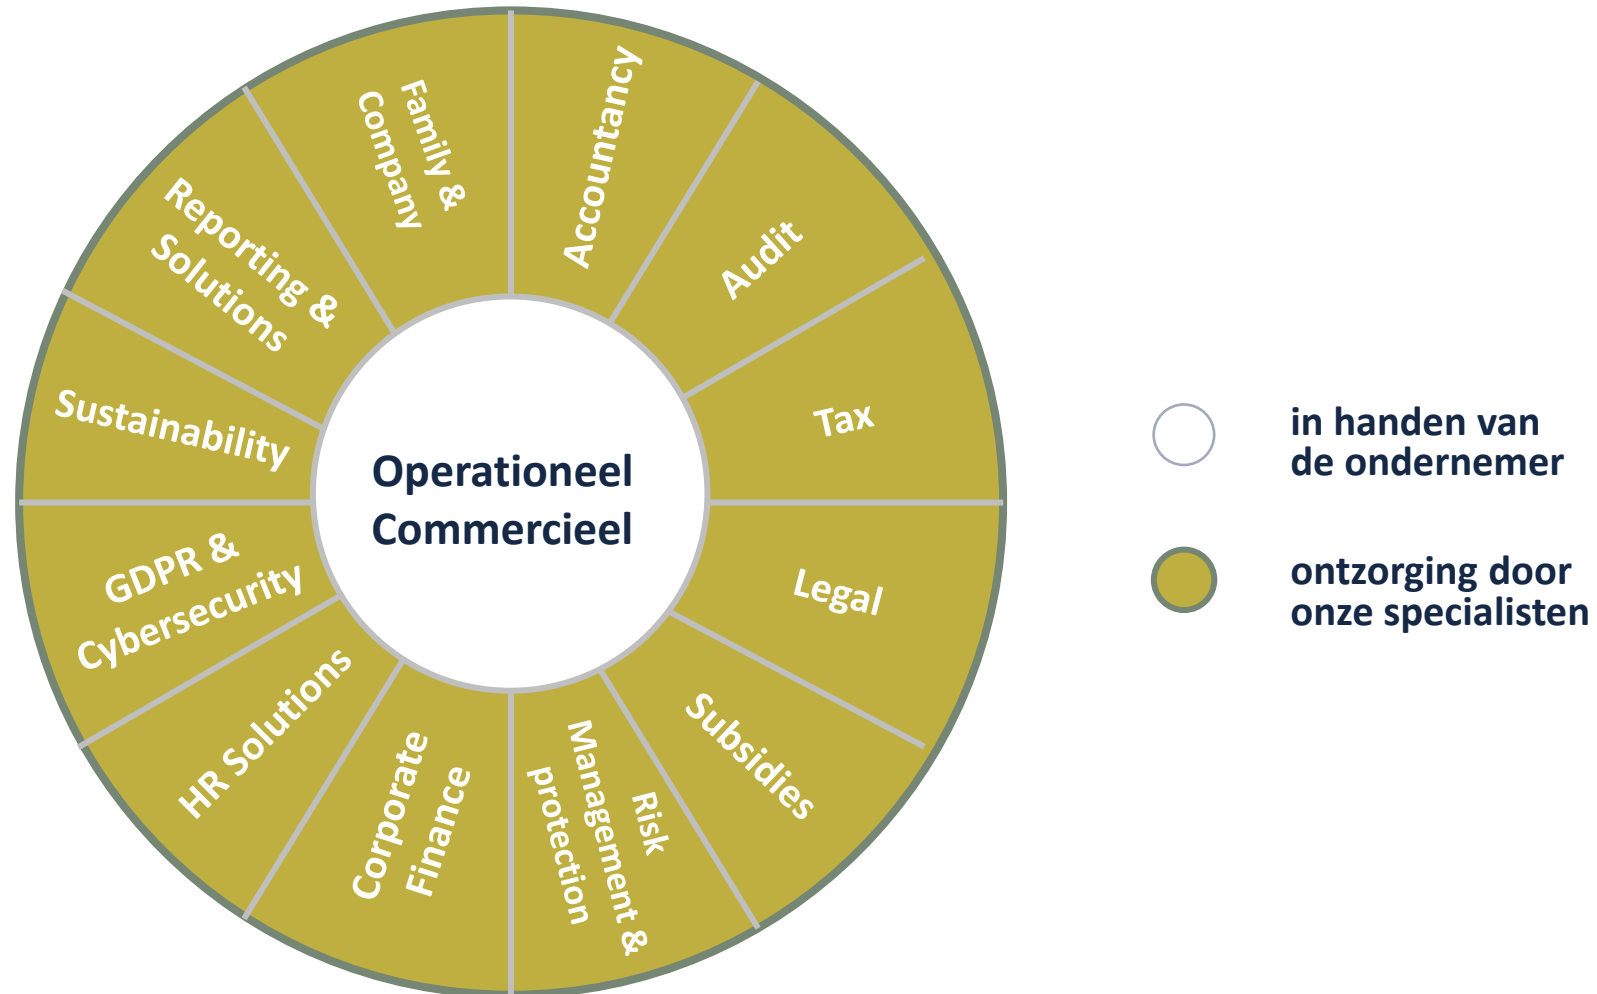 Accountancy
Audit
Tax
Legal
Subsidies
Risk
Management &
protection
Corporate
Finance
HR Solutions
GDPR &
Cybersecurity
Sustainability
Reporting &
Solutions
Family &
Company
Operationeel
Commercieel
in handen van
de ondernemer
ontzorging door
onze specialisten